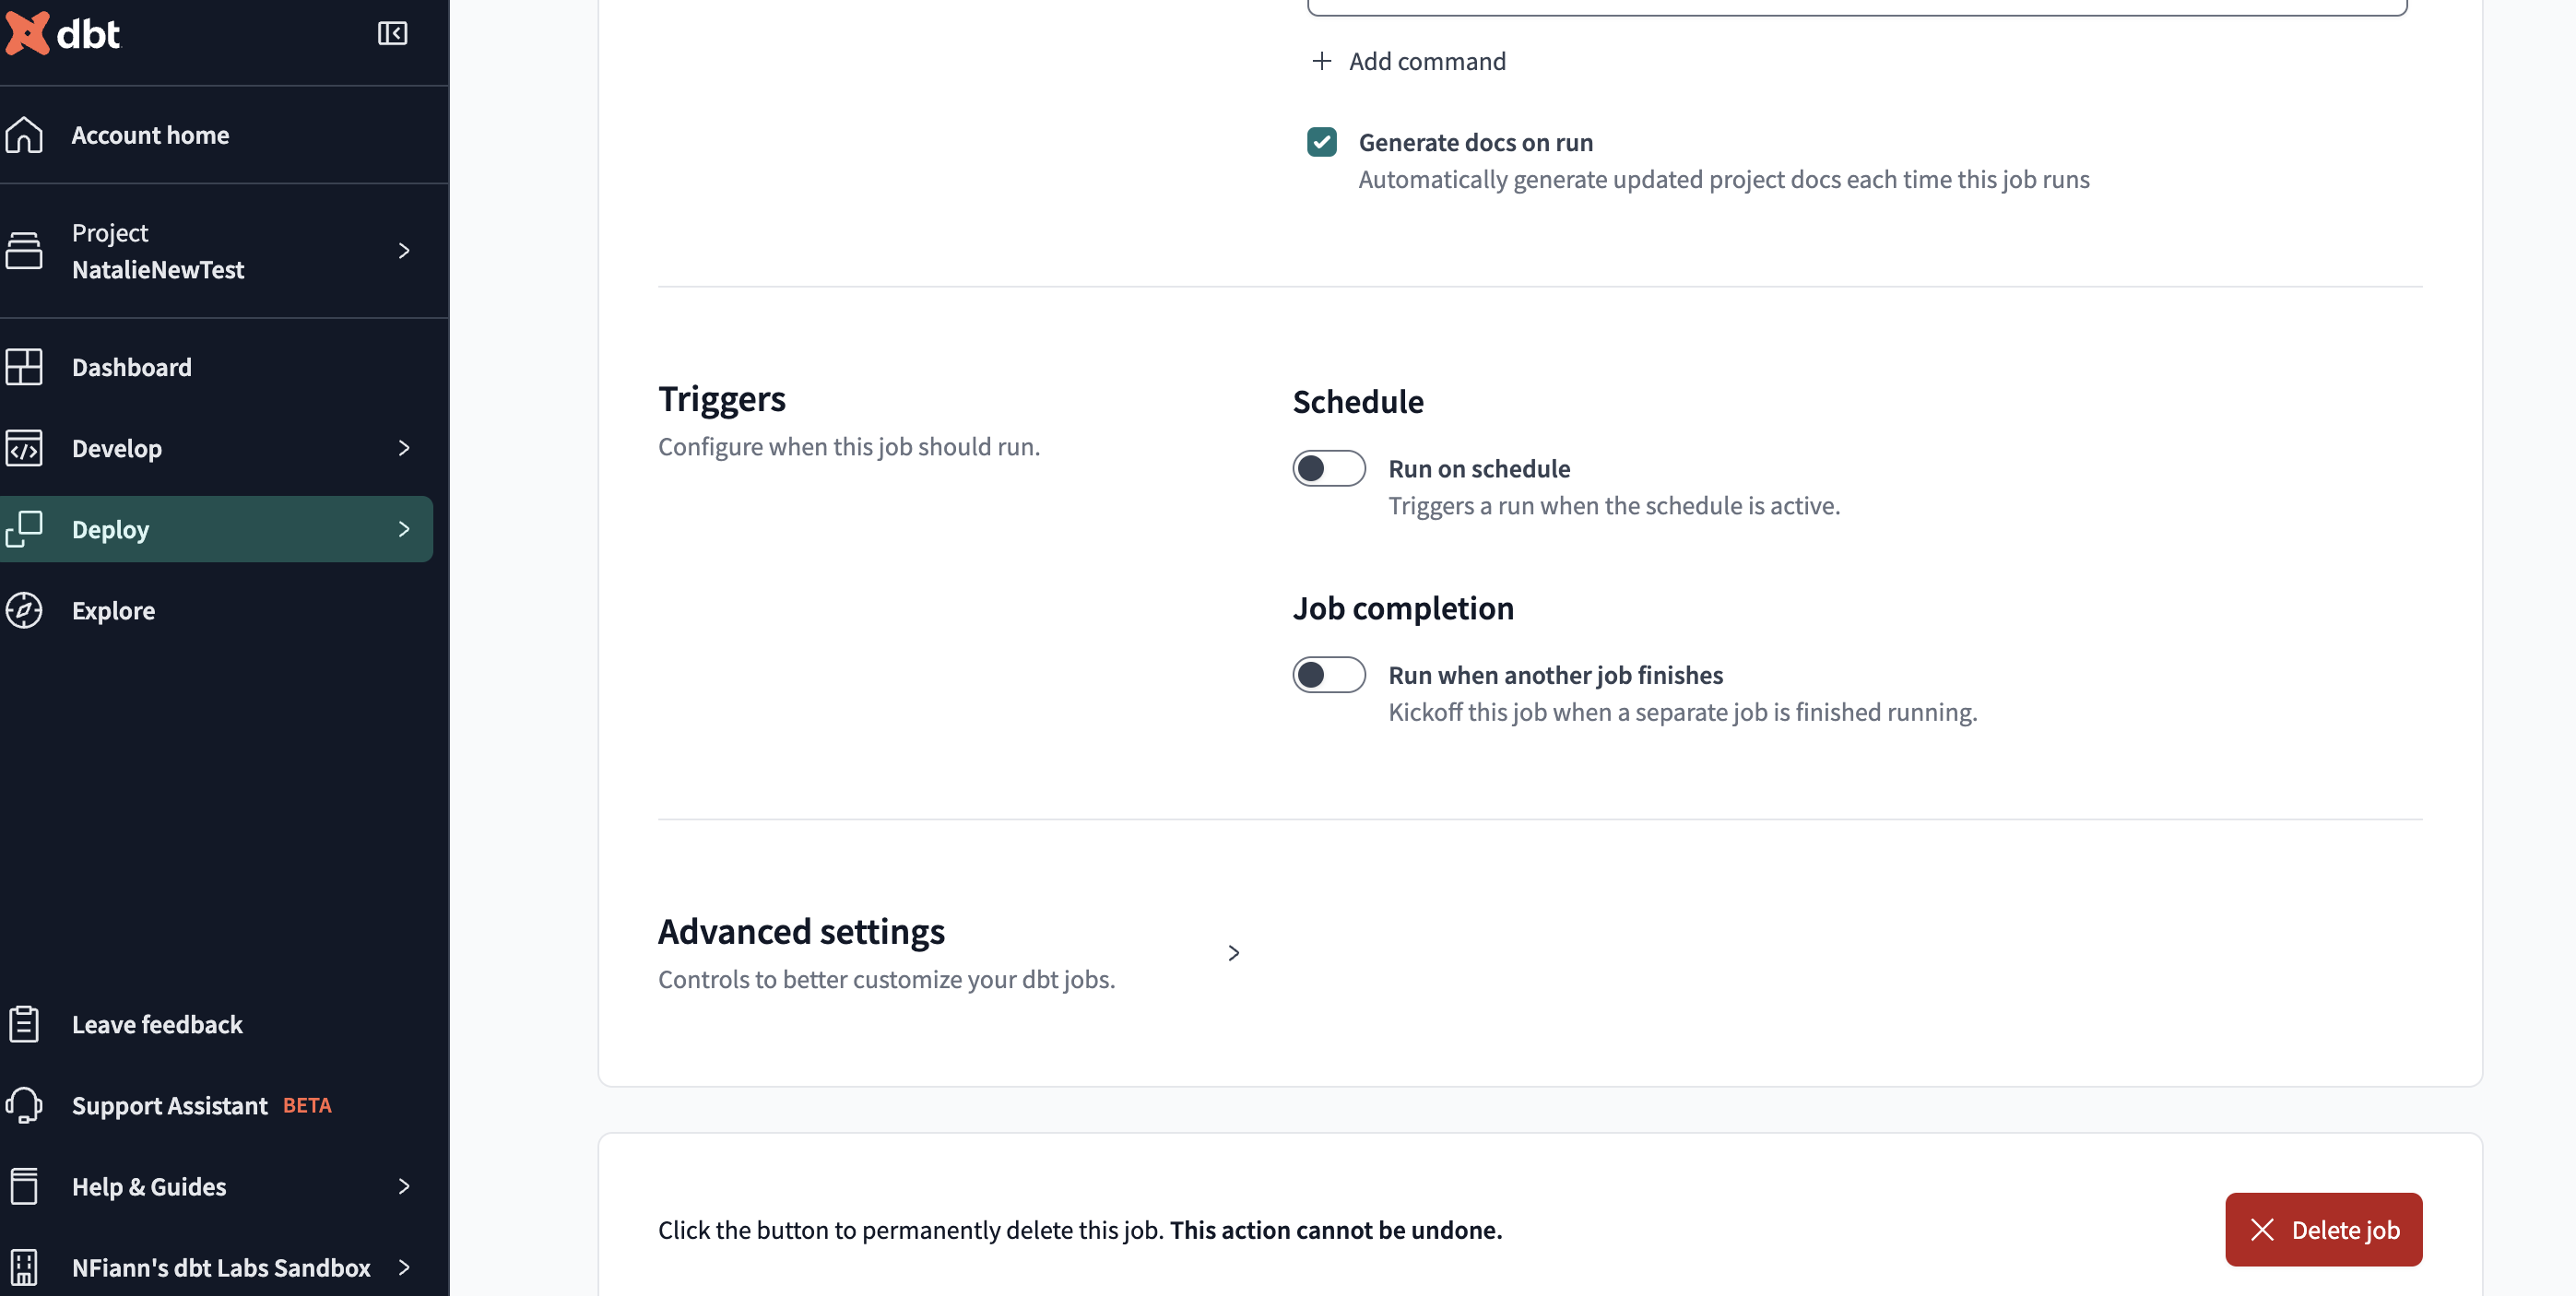 dbt
Account home
Project
NatalieNewTest
Dashboard
Develop
Deploy
Explore
Leave feedback
Support Assistant BETA
Help & Guides
NFiann's dbt Labs Sandbox
Add command
Generate docs on run
Automatically generate updated project docs each time this job runs
Triggers
Configure when this job should run.
Schedule
Run on schedule
Triggers a run when the schedule is active.
Job completion
Run when another job finishes
Kickoff this job when a separate job is finished running.
Advanced settings
Controls to better customize your dbt jobs.
Click the button to permanently delete this job. This action cannot be undone.
Delete job